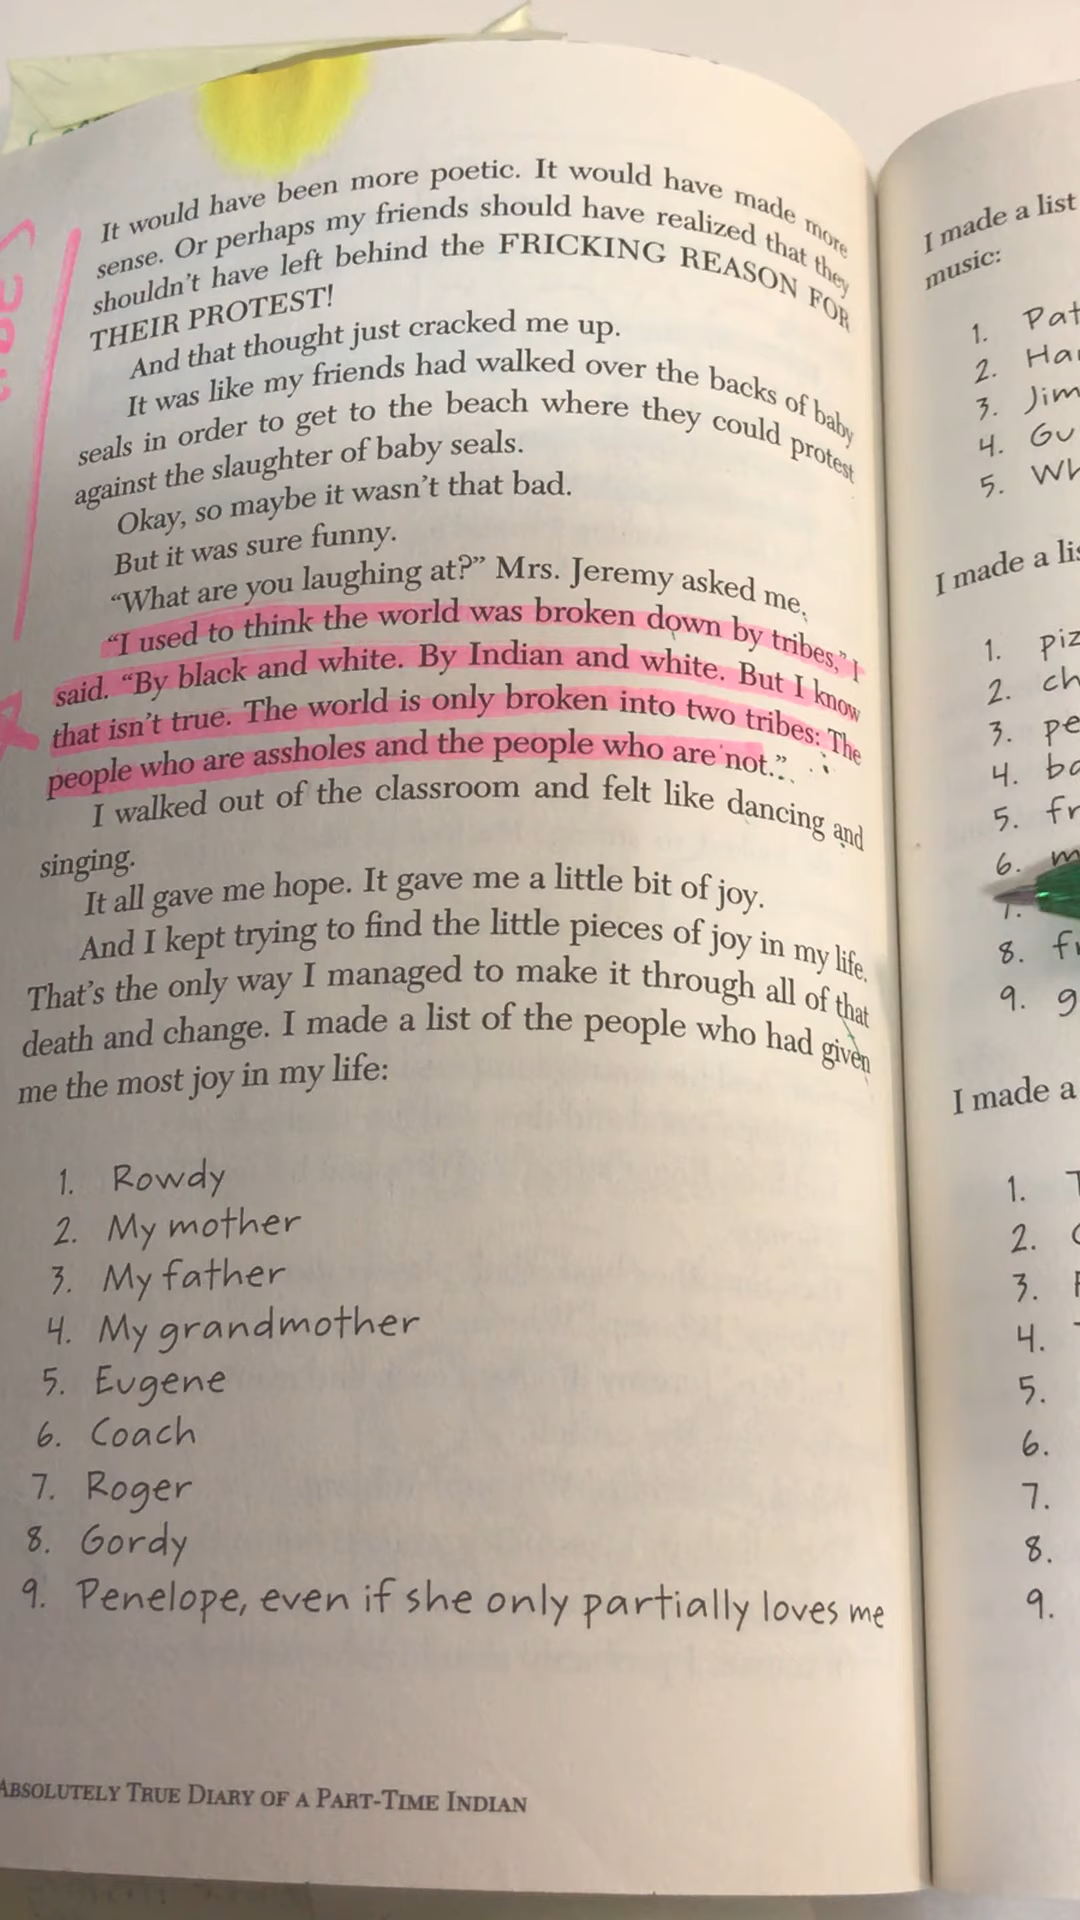 It would have been more poetic. It would have made more
sense. Or perhaps my friends should have realized that they
shouldn't have left behind the FRICKING REASON FOR
THEIR PROTEST!
And that thought just cracked me up.
It was like my friends had walked over the backs of baby
seals in order to get to the beach where they could protest
against the slaughter of baby seals.
Okay, so maybe it wasn't that bad.
But it was sure funny.
"What are you laughing at?" Mrs. Jeremy asked me.
"I used to think the world was broken down by tribes," I
said. "By black and white. By Indian and white. But I know
that isn't true. The world is only broken into two tribes: The
people who are assholes and the people who are not."
I walked out of the classroom and felt like dancing and
singing.
It all gave me hope. It gave me a little bit of joy.
And I kept trying to find the little pieces of joy in my life.
That's the only way I managed to make it through all of that
death and change. I made a list of the people who had given
me the most joy in my life:
1. Rowdy
2. My mother
3. My father
4. My grandmother
5. Eugene
6. Coach
7. Roger
8. Gordy
9. Penelope, even if she only partially loves me
ABSOLUTELY TRUE DIARY OF A PART-TIME INDIAN
I made a list
music:
1. Pat
2. Har
3. Jim
4. Gu
5. Wh
I made a lis
1. piz
2. ch
3. pe
4. ba
5. fr
6. m
7.
8. fr
9. g
I made a
1.
2.
3.
4.
5.
6.
7.
8.
9.